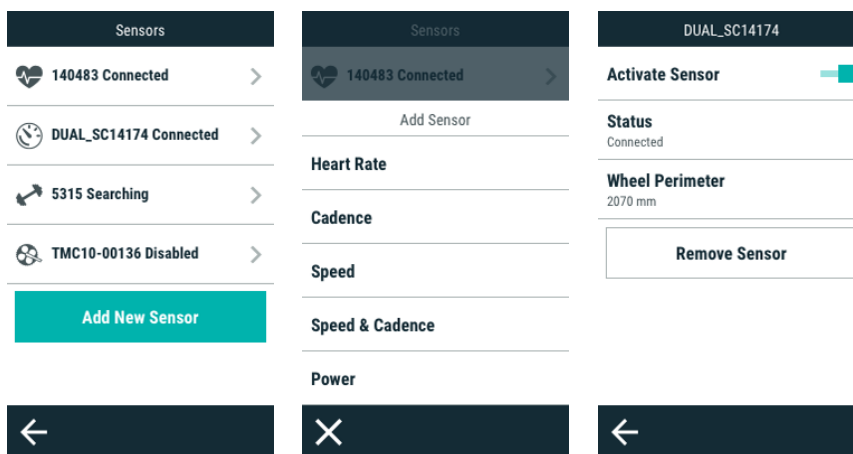 Sensors
140483 Connected
DUAL_SC14174 Connected
5315 Searching
TMC10-00136 Disabled
Add New Sensor
Sensors
140483 Connected
Add Sensor
Heart Rate
Cadence
Speed
Speed & Cadence
Power
DUAL_SC14174
Activate Sensor
Status
Connected
Wheel Perimeter
2070 mm
Remove Sensor